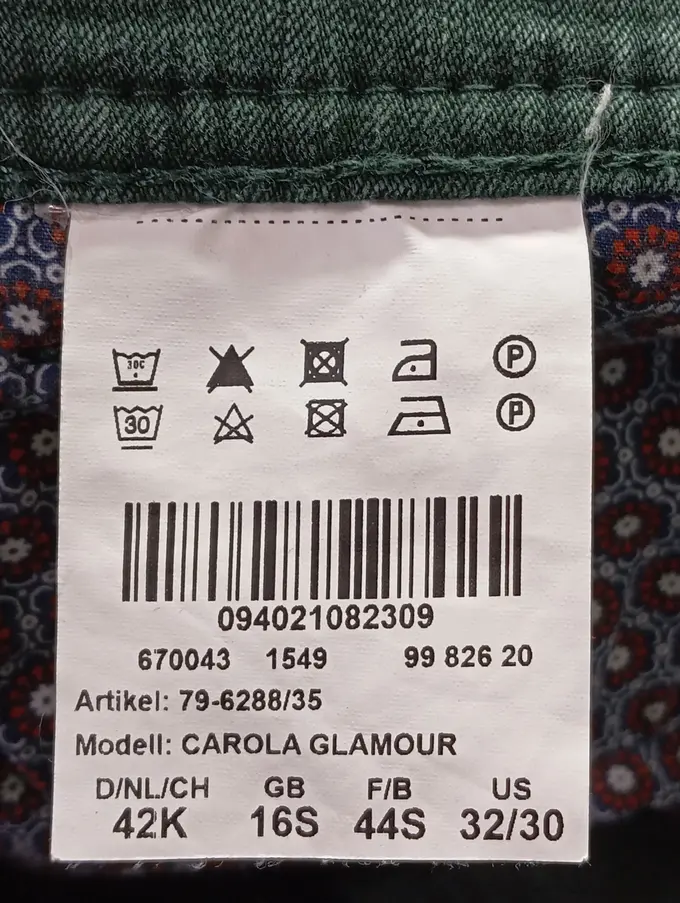 30C P
30 P
094021082309
670043 1549 99 826 20
Artikel: 79-6288/35
Modell: CAROLA GLAMOUR
D/NL/CH GB F/B US
42K 16S 44S 32/30